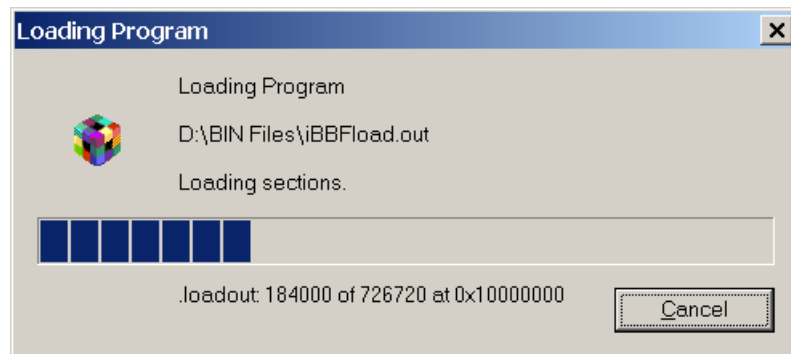 Loading Program
Loading Program
D:\BIN Files\iBBFload.out
Loading sections.
.loadout: 184000 of 726720 at 0x10000000
Cancel